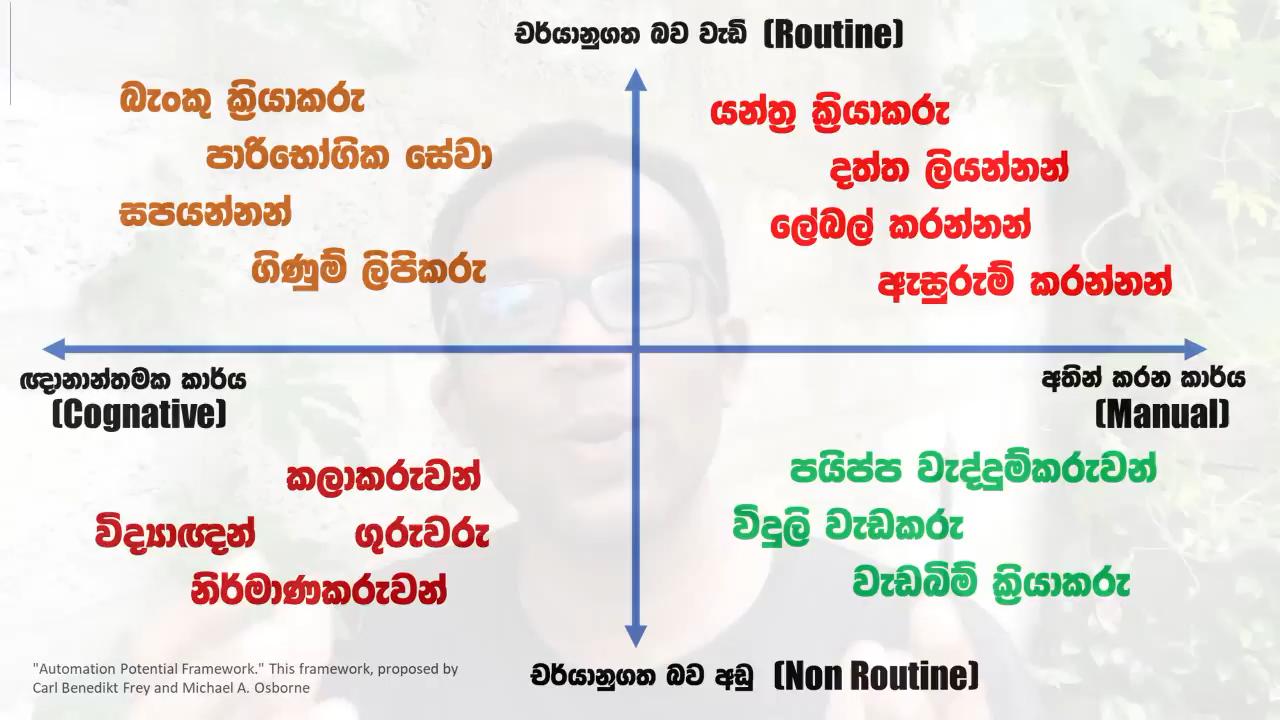 චර්යානුගත බව වැඩි (Routine)
බැංකු ක්‍රියාකරු
පාරිභෝගික සේවා
සපයන්නන්
ගිණුම් ලිපිකරු
යන්ත්‍ර ක්‍රියාකරු
දත්ත ලියන්නන්
ලේබල් කරන්නන්
ඇසුරුම් කරන්නන්
ඥානාන්තමක කාර්ය
(Cognative)
අතින් කරන කාර්ය
(Manual)
කලාකරුවන්
විද්‍යාඥන් ගුරුවරු
නිර්මාණකරුවන්
පයිප්ප වැද්දුම්කරුවන්
විදුලි වැඩකරු
වැඩබිම් ක්‍රියාකරු
"Automation Potential Framework." This framework, proposed by
Carl Benedikt Frey and Michael A. Osborne
චර්යානුගත බව අඩු (Non Routine)